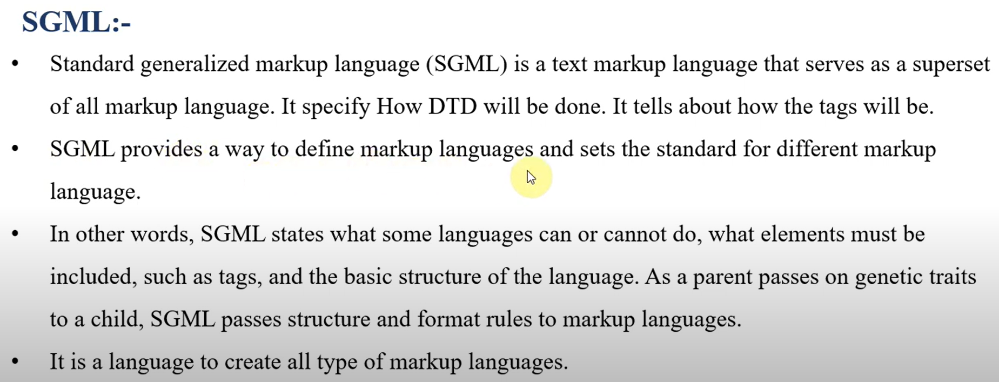 SGML:-
• Standard generalized markup language (SGML) is a text markup language that serves as a superset
of all markup language. It specify How DTD will be done. It tells about how the tags will be.
• SGML provides a way to define markup languages and sets the standard for different markup
language.
• In other words, SGML states what some languages can or cannot do, what elements must be
included, such as tags, and the basic structure of the language. As a parent passes on genetic traits
to a child, SGML passes structure and format rules to markup languages.
• It is a language to create all type of markup languages.